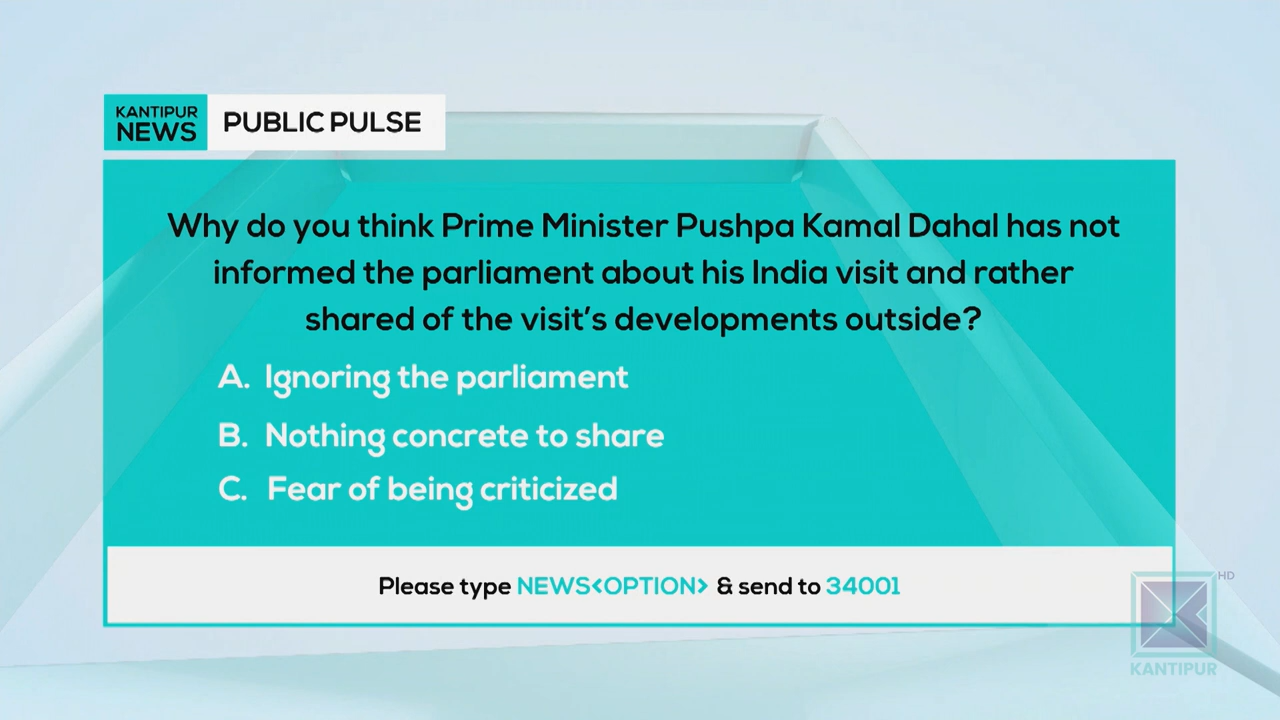 KANTIPUR
NEWS
PUBLIC PULSE
Why do you think Prime Minister Pushpa Kamal Dahal has not
informed the parliament about his India visit and rather
shared of the visit's developments outside?
A. Ignoring the parliament
B. Nothing concrete to share
C. Fear of being criticized
Please type NEWS<OPTION> & send to 34001
HD
KANTIPUR